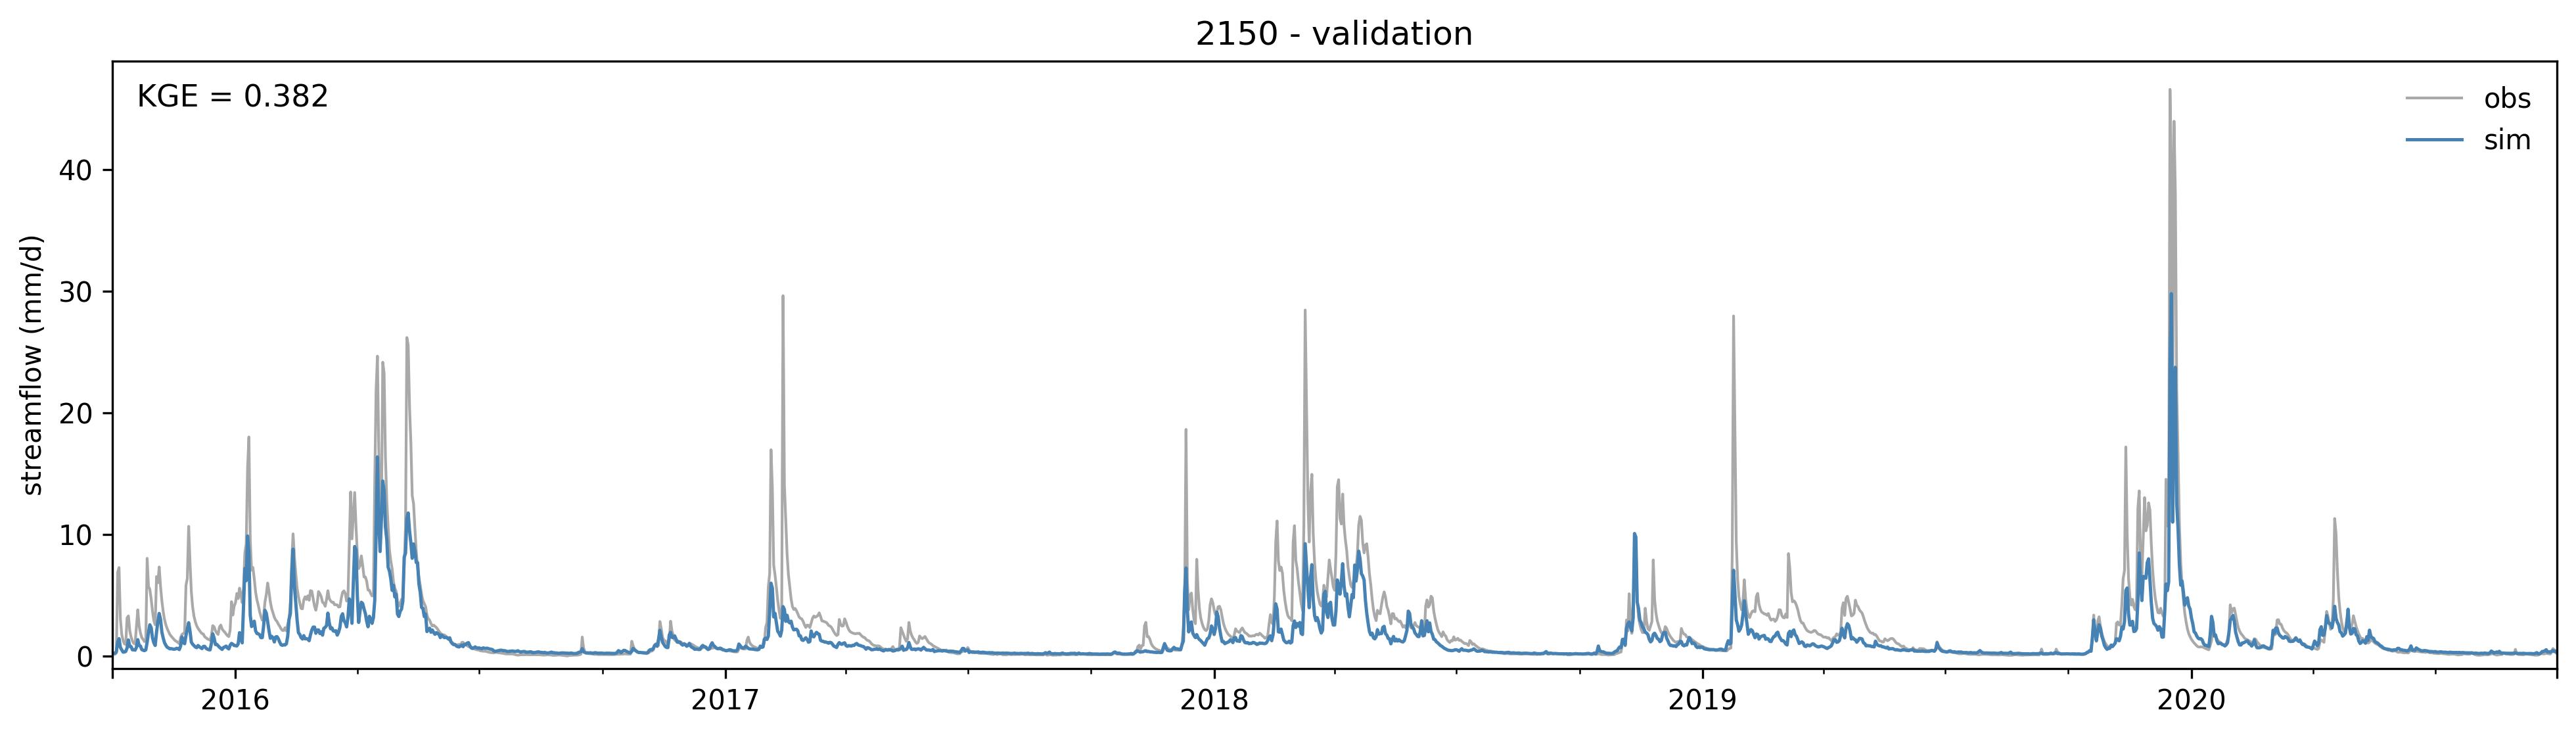 2150 - validation
KGE = 0.382
obs
sim
streamflow (mm/d)
40
30
20
10
0
2016
2017
2018
2019
2020